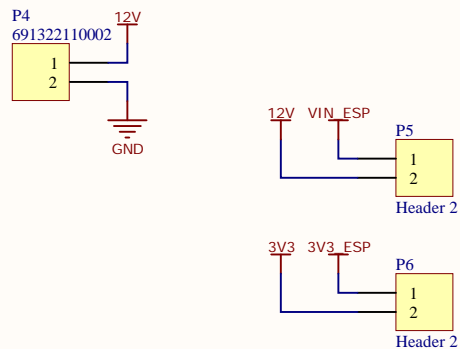 P4
691322110002
12V
1
2
GND
12V
VIN_ESP
P5
1
2
Header 2
3V3
3V3_ESP
P6
1
2
Header 2